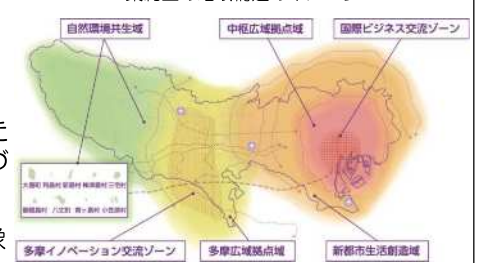 自然環境共生域
中枢広域拠点域
国際ビジネス交流ゾーン
大島町 利島村 新島村 神津島村 三宅村
御蔵島村 八丈町 青ヶ島村 小笠原村
多摩イノベーション交流ゾーン
多摩広域拠点域
新都市生活創造域